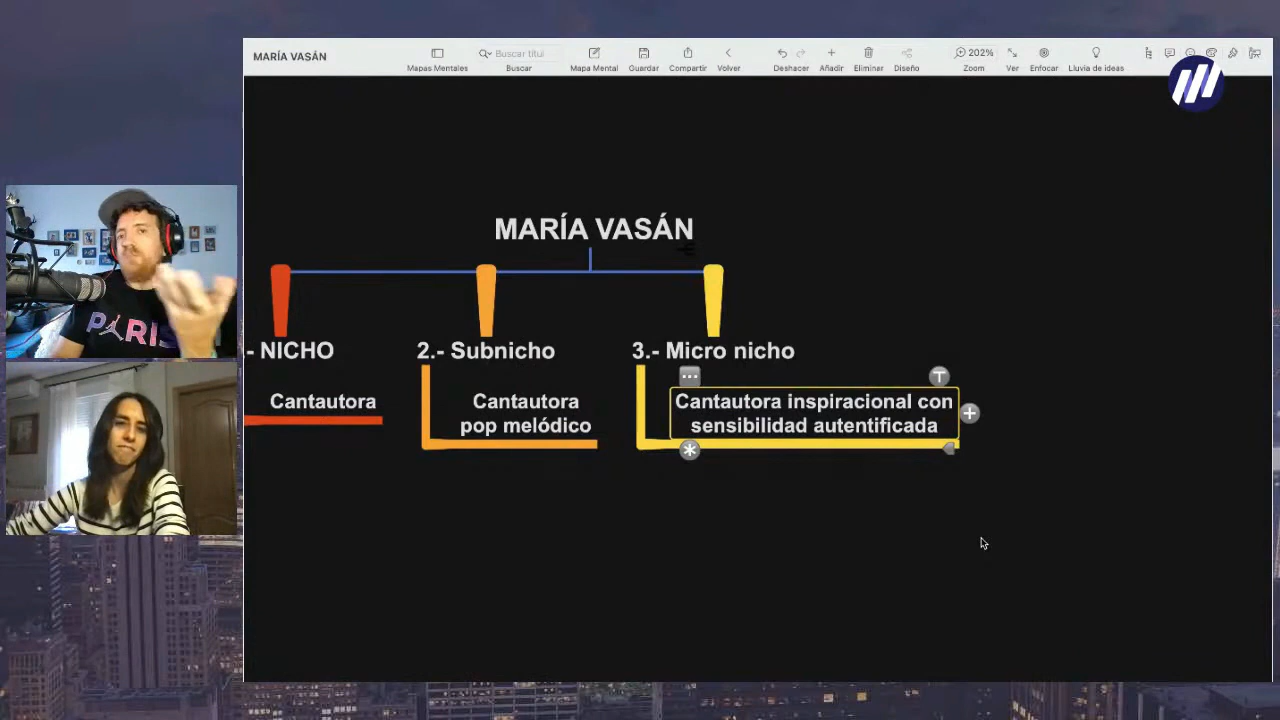 MARÍA VASÁN
Mapas Mentales
Buscar títul
Buscar
Mapa Mental
Guardar
Compartir
Volver
Deshacer
Añadir
Eliminar
Diseño
202%
Zoom
Ver
Enfocar
Lluvia de ideas
MARÍA VASÁN
- NICHO
2.- Subnicho
3.- Micro nicho
Cantautora
Cantautora
pop melódico
Cantautora inspiracional con
sensibilidad autentificada
PARIS